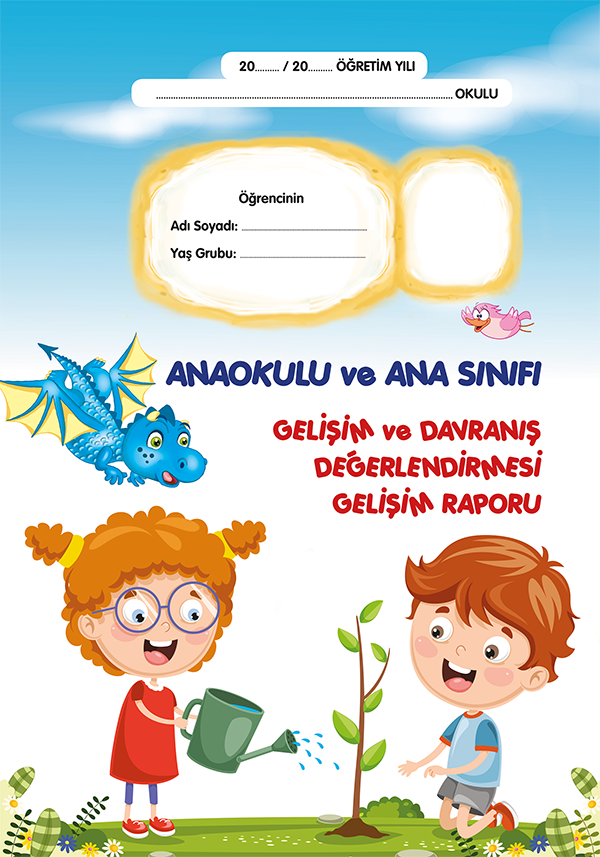 20.......... / 20.......... ÖĞRETİM YILI
.................................................................................................................. OKULU
Öğrencinin
Adı Soyadı: ................................................
Yaş Grubu: ................................................
ANAOKULU ve ANA SINIFI
GELİŞİM ve DAVRANIŞ
DEĞERLENDİRMESİ
GELİŞİM RAPORU